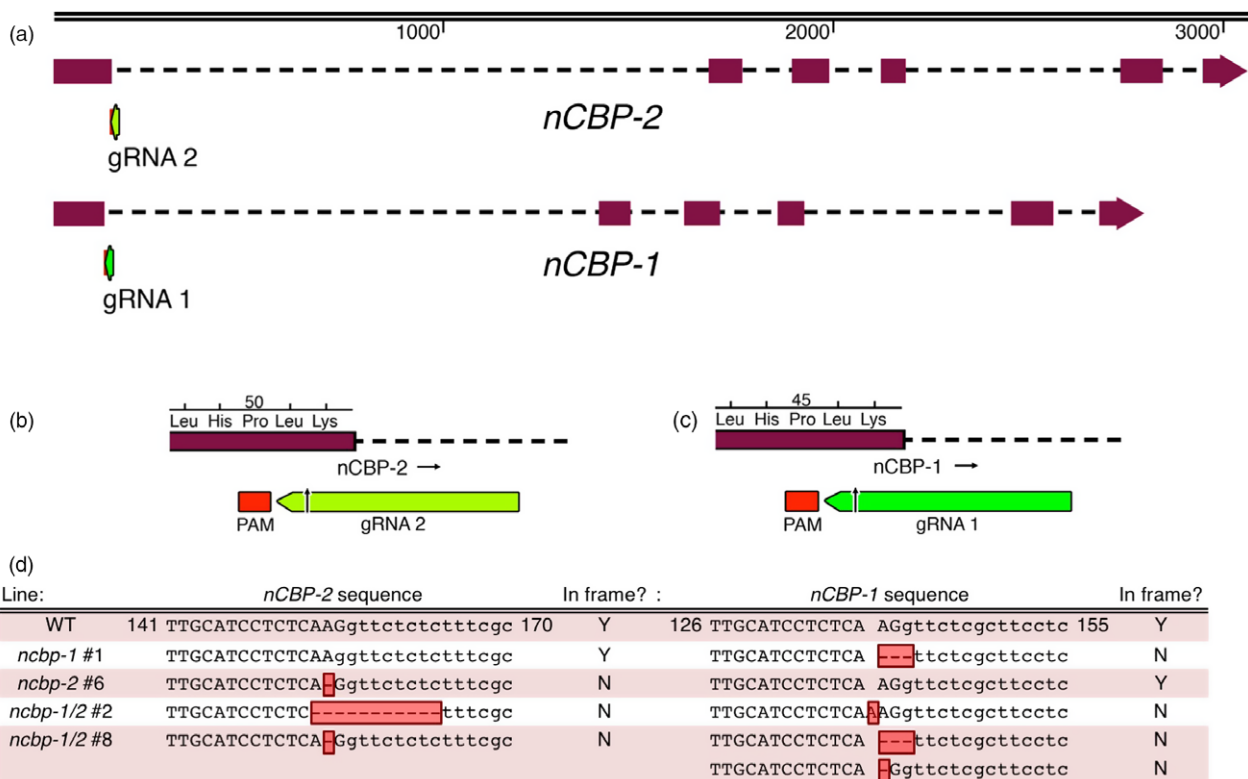 (a)
1000 2000 3000
nCBP-2
gRNA 2
nCBP-1
gRNA 1
(b)
50
Leu His Pro Leu Lys
nCBP-2 →
PAM gRNA 2
(c)
45
Leu His Pro Leu Lys
nCBP-1 →
PAM gRNA 1
(d)
Line: nCBP-2 sequence In frame? : nCBP-1 sequence In frame?
WT 141 TTGCATCCTCTCAAGgttctctctttcgc 170 Y 126 TTGCATCCTCTCA AGgttctcgcttcctc 155 Y
ncbp-1 #1 TTGCATCCTCTCAAggttctctctttcgc Y TTGCATCCTCTCA ---ttctcgcttcctc N
ncbp-2 #6 TTGCATCCTCTCA-Ggttctctctttcgc N TTGCATCCTCTCA AGgttctcgcttcctc Y
ncbp-1/2 #2 TTGCATCCTCTC-----------tttcgc N TTGCATCCTCTCAAAGgttctcgcttcctc N
ncbp-1/2 #8 TTGCATCCTCTCA-Ggttctctctttcgc N TTGCATCCTCTCA ---ttctcgcttcctc N
TTGCATCCTCTCA -Ggttctcgcttcctc N